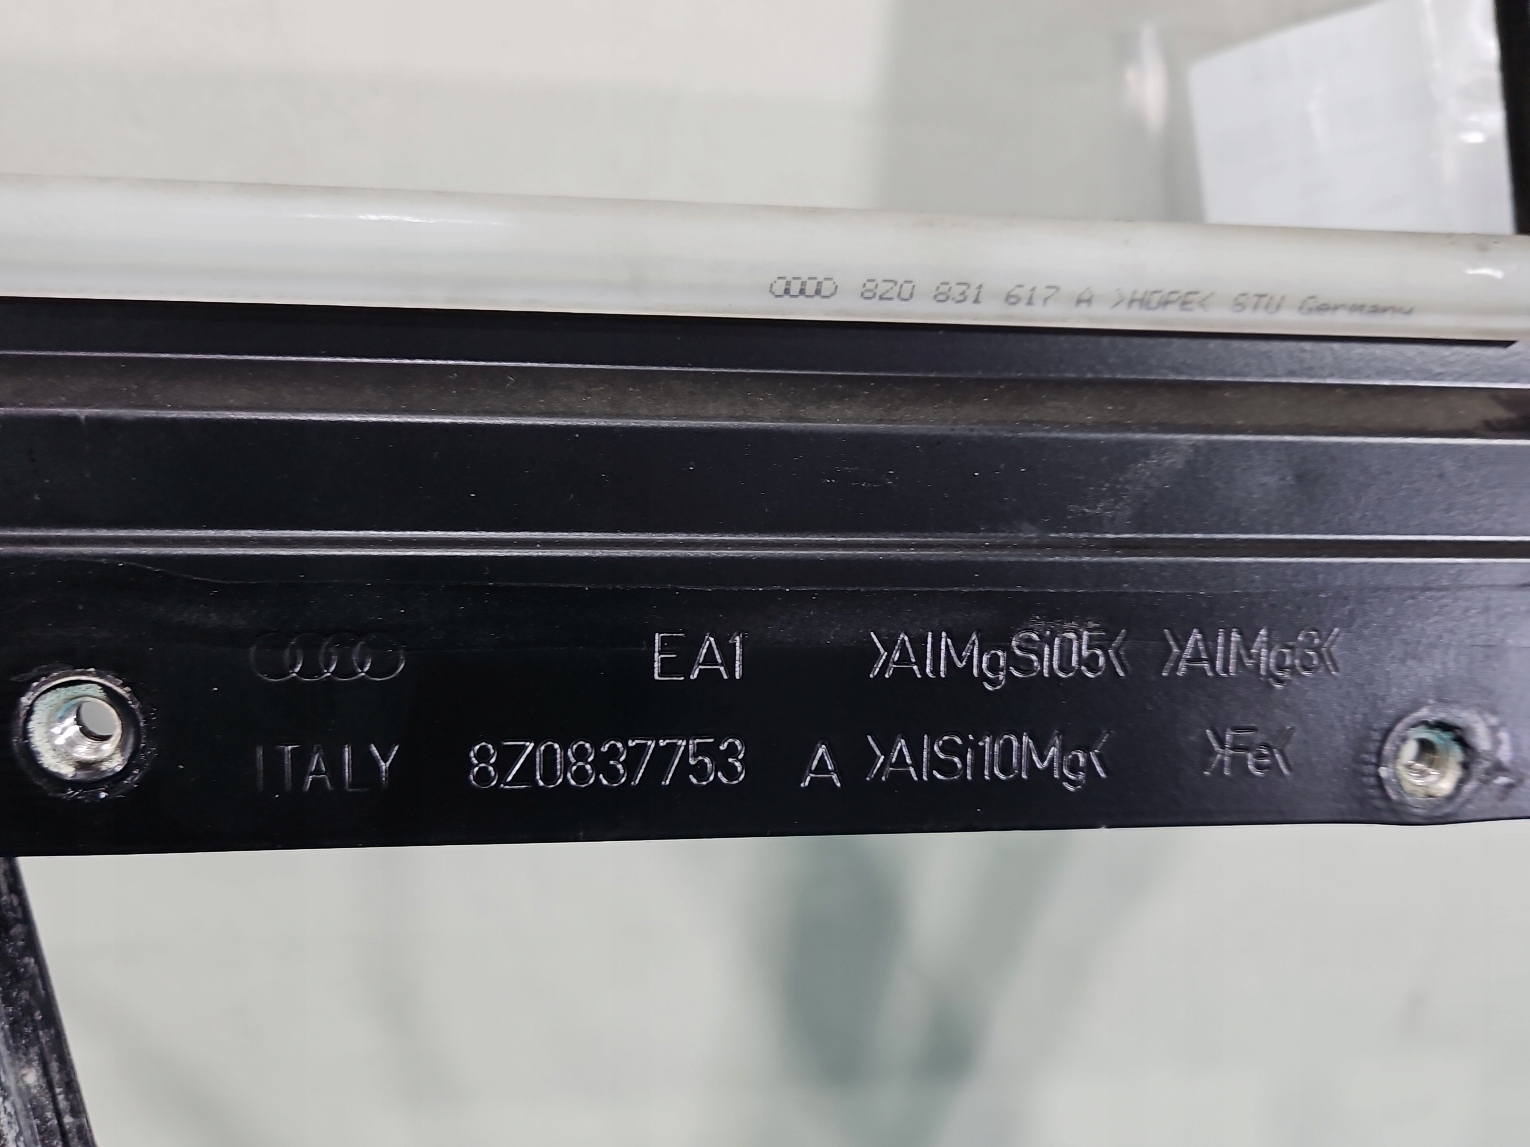 8Z0 831 617 A >HDPE< STU Germany
EA1 >AlMgSi05< >AlMg3<
ITALY 8Z0837753 A >AlSi10Mg< >Fe<